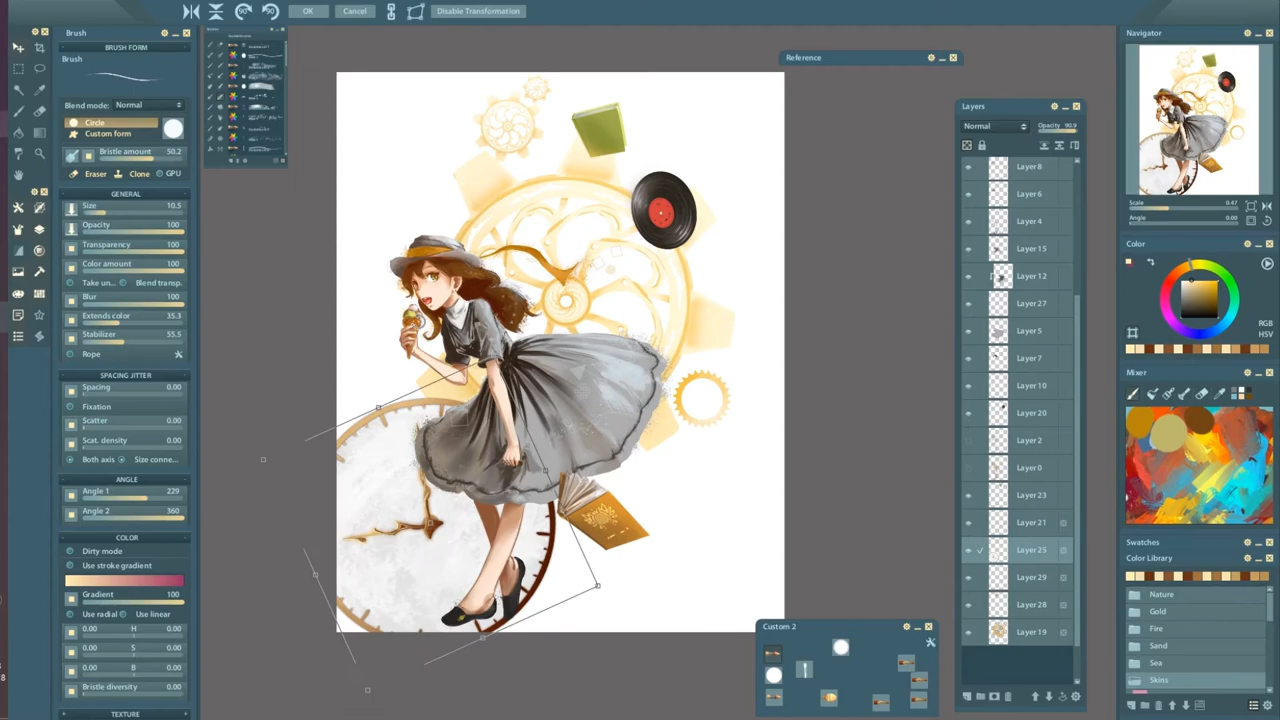 OK
Cancel
Disable Transformation
Brush
BRUSH FORM
Brush
Blend mode: Normal
Circle
Custom form
Bristle amount 50.2
Eraser Clone GPU
GENERAL
Size 10.5
Opacity 100
Transparency 100
Color amount 100
Take un... Blend transp.
Blur 100
Extends color 35.3
Stabilizer 55.5
Rope
SPACING JITTER
Spacing 0.00
Fixation
Scatter 0.00
Scat. density 0.00
Both axis Size conne...
ANGLE
Angle 1 229
Angle 2 360
COLOR
Dirty mode
Use stroke gradient
Gradient 100
Use radial Use linear
0.00 H 0.00
0.00 S 0.00
0.00 B 0.00
Bristle diversity 0.00
TEXTURE
Reference
Custom 2
Layers
Normal Opacity 90.9
Layer 8
Layer 6
Layer 4
Layer 15
Layer 12
Layer 27
Layer 5
Layer 7
Layer 10
Layer 20
Layer 2
Layer 0
Layer 23
Layer 21
Layer 25
Layer 29
Layer 28
Layer 19
Navigator
Scale 0.47
Angle 0.00
Color
RGB
HSV
Mixer
Swatches
Color Library
Nature
Gold
Fire
Sand
Sea
Skins